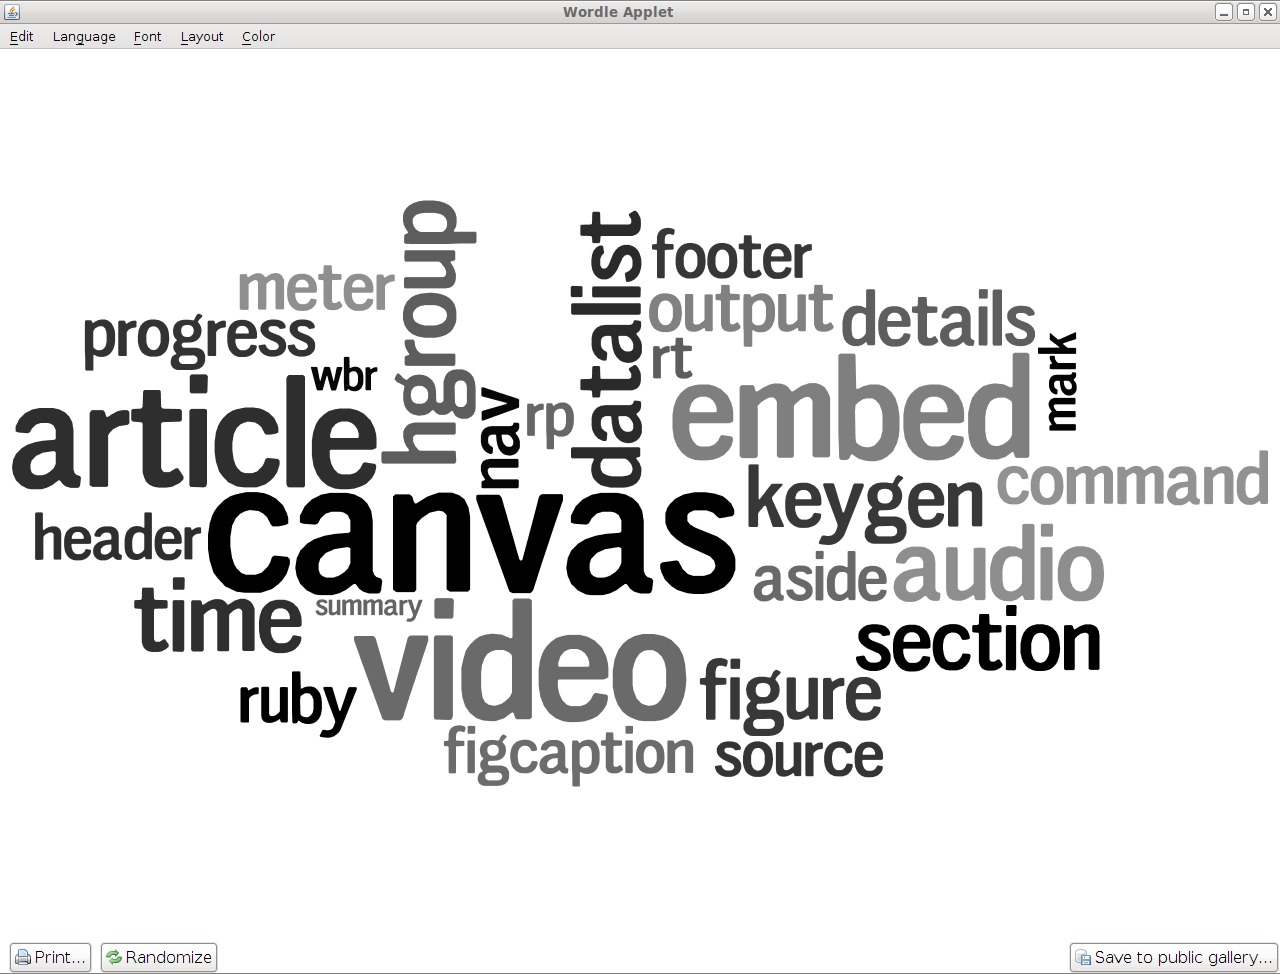 Wordle Applet
Edit Language Font Layout Color
hgroup
datalist
footer
meter
output
details
progress
rt
mark
wbr
embed
article
nav
rp
command
keygen
canvas
header
audio
aside
time
summary
section
video
ruby
figure
figcaption
source
Print... Randomize Save to public gallery...